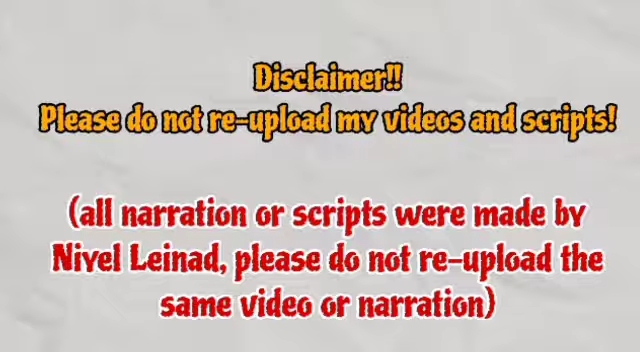 Disclaimer!!
Please do not re-upload my videos and scripts!
(all narration or scripts were made by
Niyel Leinad, please do not re-upload the
same video or narration)